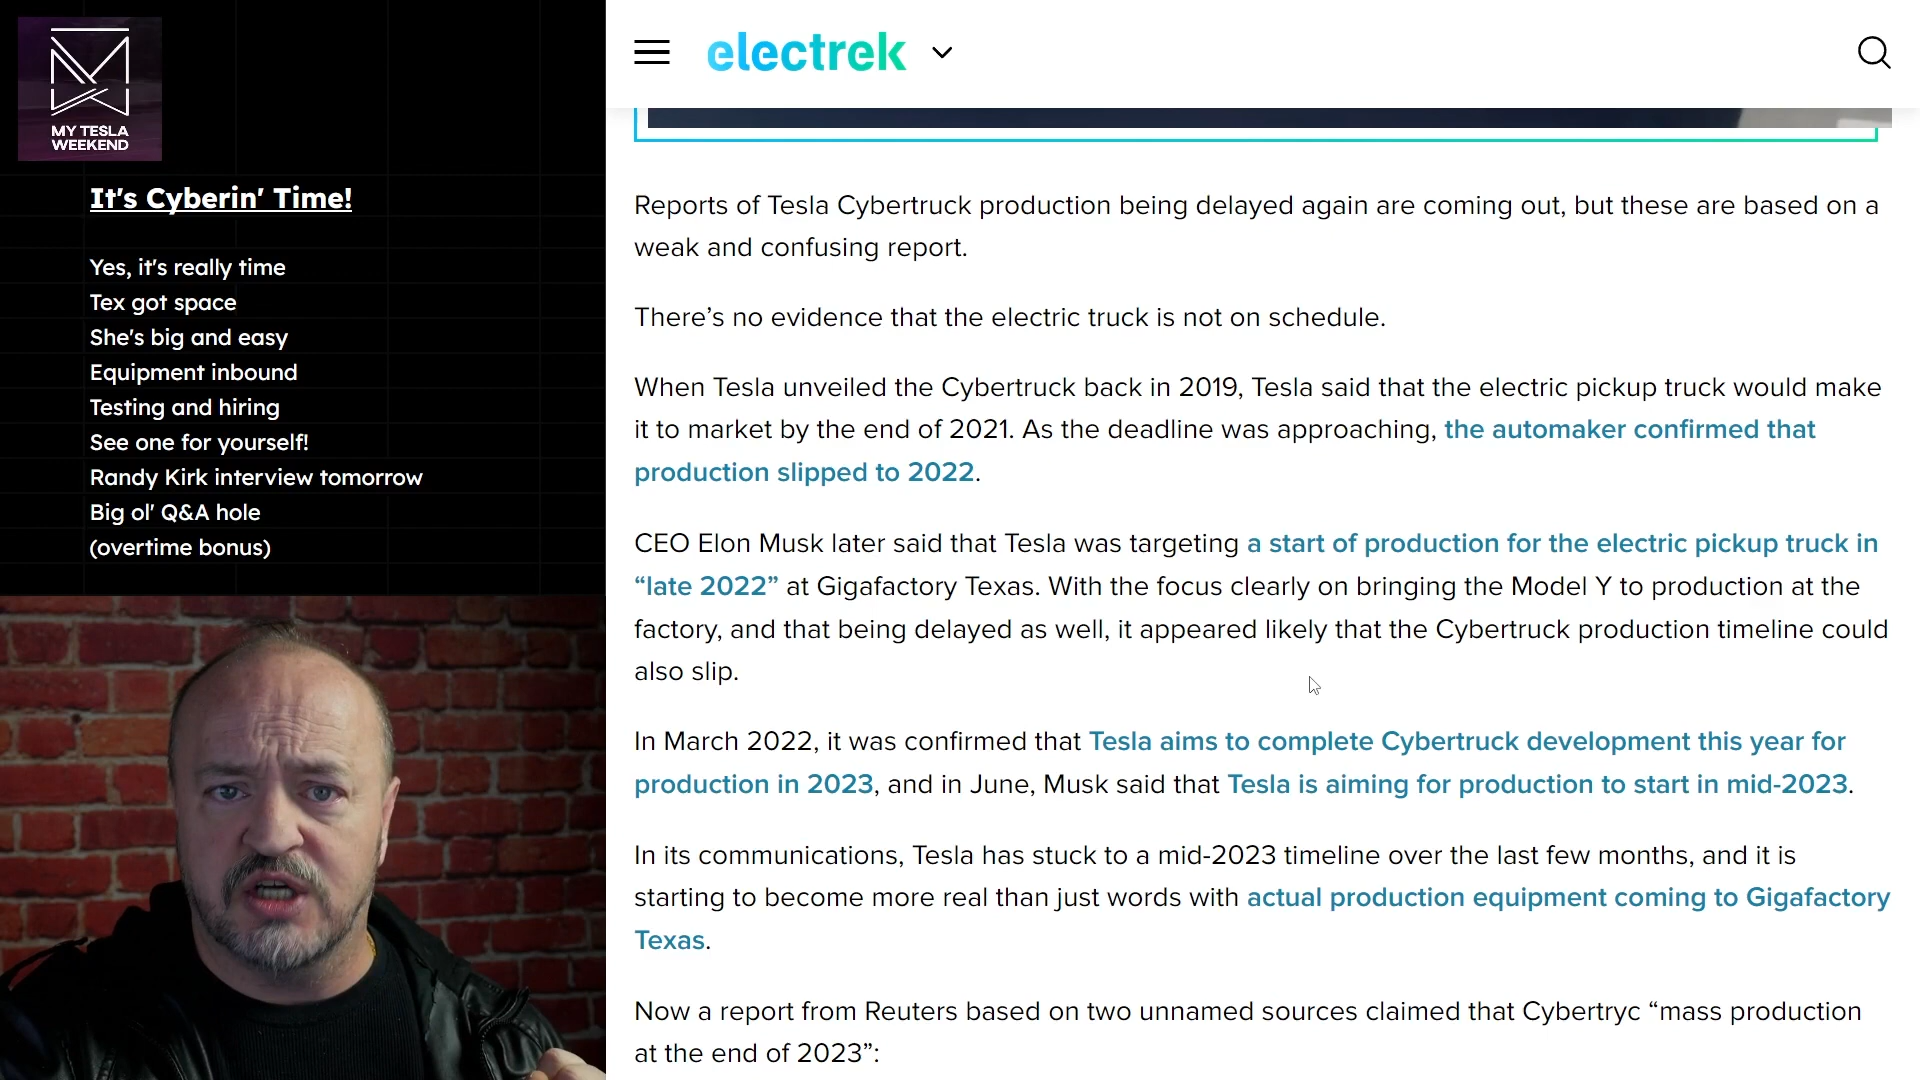 MY TESLA
WEEKEND
It's Cyberin' Time!
Yes, it's really time
Tex got space
She's big and easy
Equipment inbound
Testing and hiring
See one for yourself!
Randy Kirk interview tomorrow
Big ol' Q&A hole
(overtime bonus)
electrek
Reports of Tesla Cybertruck production being delayed again are coming out, but these are based on a
weak and confusing report.
There’s no evidence that the electric truck is not on schedule.
When Tesla unveiled the Cybertruck back in 2019, Tesla said that the electric pickup truck would make
it to market by the end of 2021. As the deadline was approaching, the automaker confirmed that
production slipped to 2022.
CEO Elon Musk later said that Tesla was targeting a start of production for the electric pickup truck in
“late 2022” at Gigafactory Texas. With the focus clearly on bringing the Model Y to production at the
factory, and that being delayed as well, it appeared likely that the Cybertruck production timeline could
also slip.
In March 2022, it was confirmed that Tesla aims to complete Cybertruck development this year for
production in 2023, and in June, Musk said that Tesla is aiming for production to start in mid-2023.
In its communications, Tesla has stuck to a mid-2023 timeline over the last few months, and it is
starting to become more real than just words with actual production equipment coming to Gigafactory
Texas.
Now a report from Reuters based on two unnamed sources claimed that Cybertryc “mass production
at the end of 2023”: